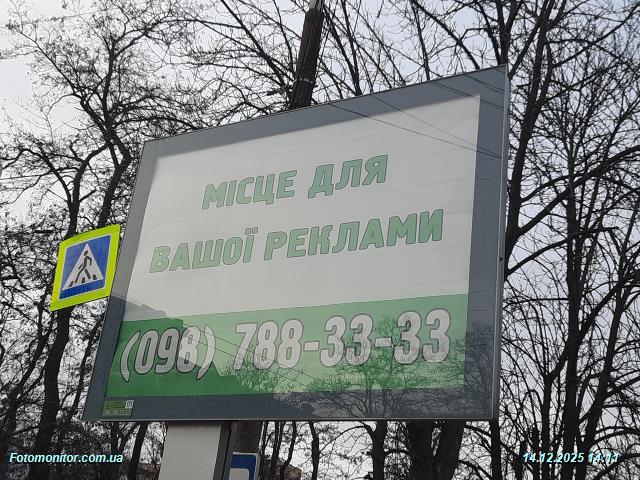 МІСЦЕ ДЛЯ
ВАШОЇ РЕКЛАМИ
(098) 788-33-33
Fotomonitor.com.ua
14.12.2025 14:11